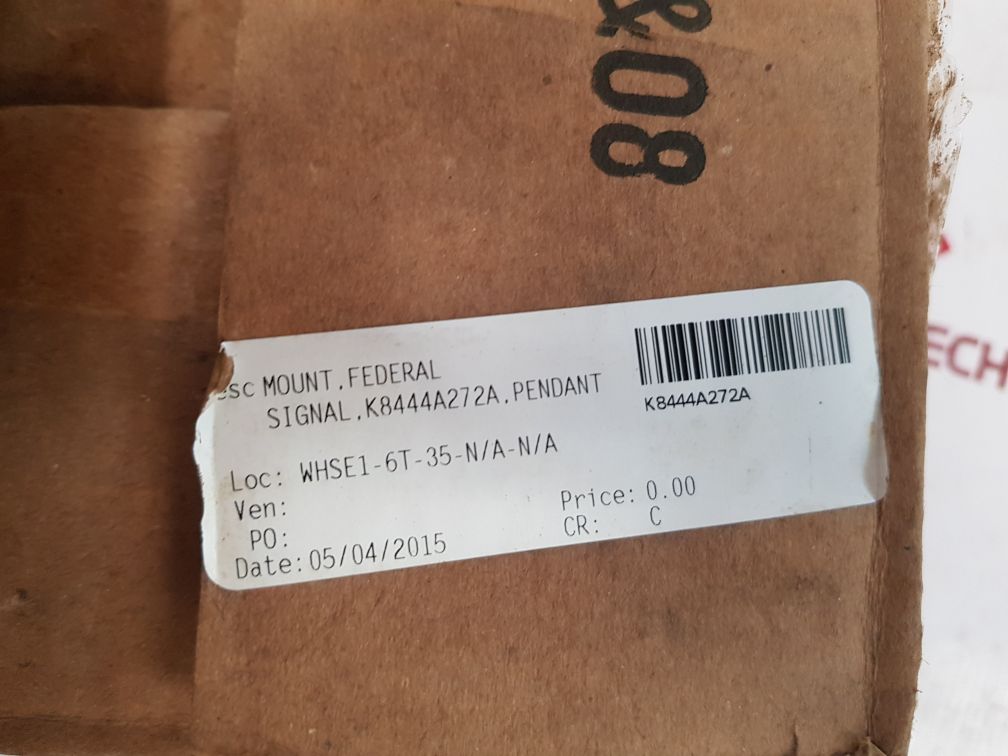 808
K8444A272A
esc MOUNT,FEDERAL
SIGNAL,K8444A272A,PENDANT
Loc: WHSE1-6T-35-N/A-N/A
Ven:
PO:
Date: 05/04/2015
Price: 0.00
CR: C
ECH